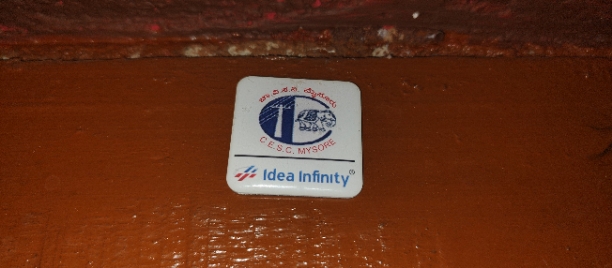 ಚಾ.ವಿ.ಸ.ನಿ. ಮೈಸೂರು
C.E.S.C. MYSORE
Idea Infinity®